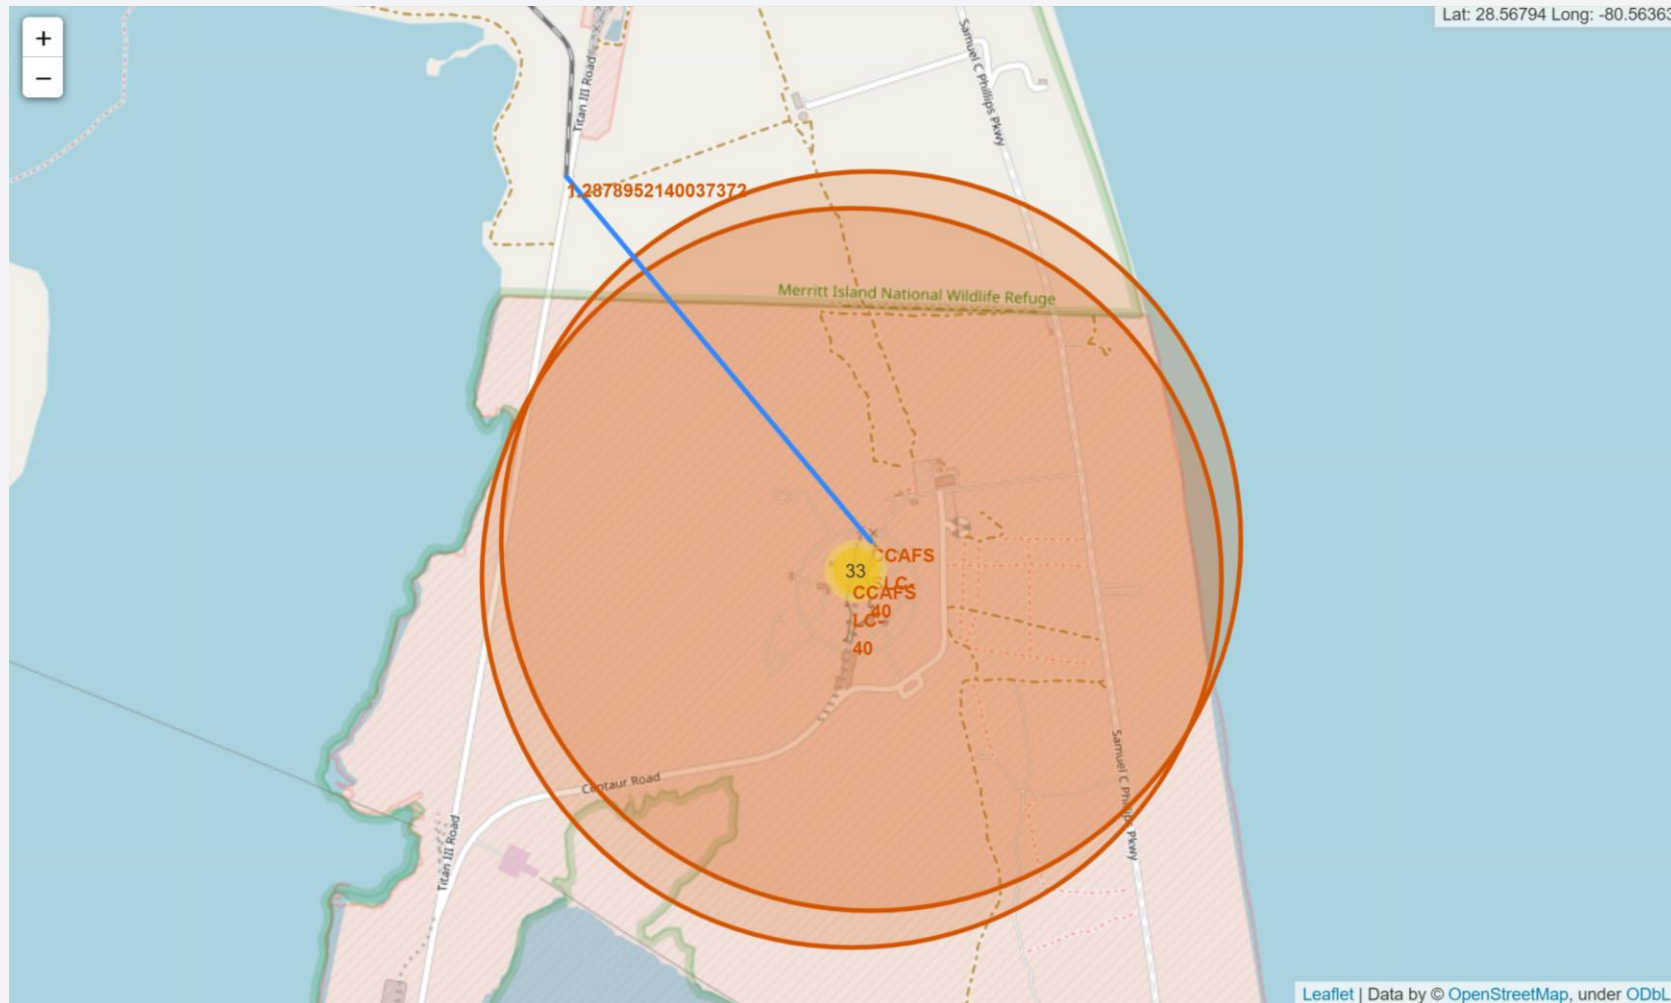 +
−
Lat: 28.56794 Long: -80.56363
Titan III Road
Samuel C Phillips Pkwy
1.2878952140037372
Merritt Island National Wildlife Refuge
33
CCAFS
SLC-
40
CCAFS
LC-
40
Centaur Road
Titan III Road
Samuel C Phillips Pkwy
Leaflet | Data by © OpenStreetMap, under ODbL